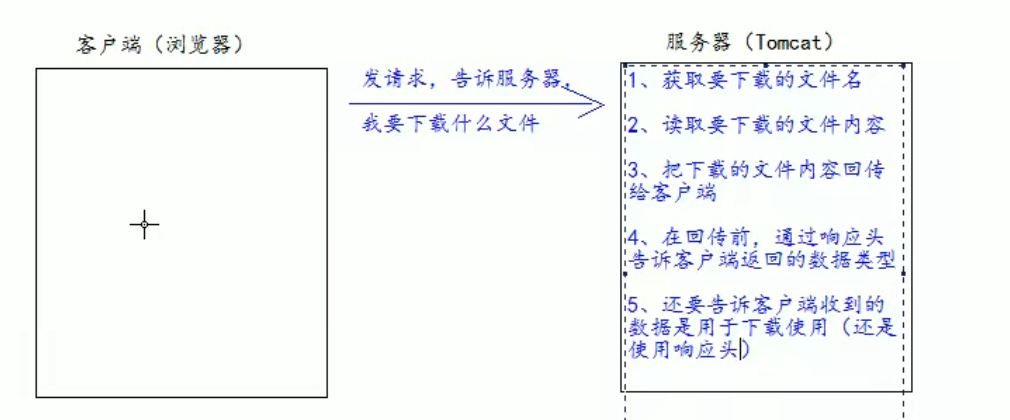 客户端（浏览器）
服务器（Tomcat）
发请求，告诉服务器，
我要下载什么文件
1、获取要下载的文件名
2、读取要下载的文件内容
3、把下载的文件内容回传
给客户端
4、在回传前，通过响应头
告诉客户端返回的数据类型
5、还要告诉客户端收到的
数据是用于下载使用（还是
使用响应头）